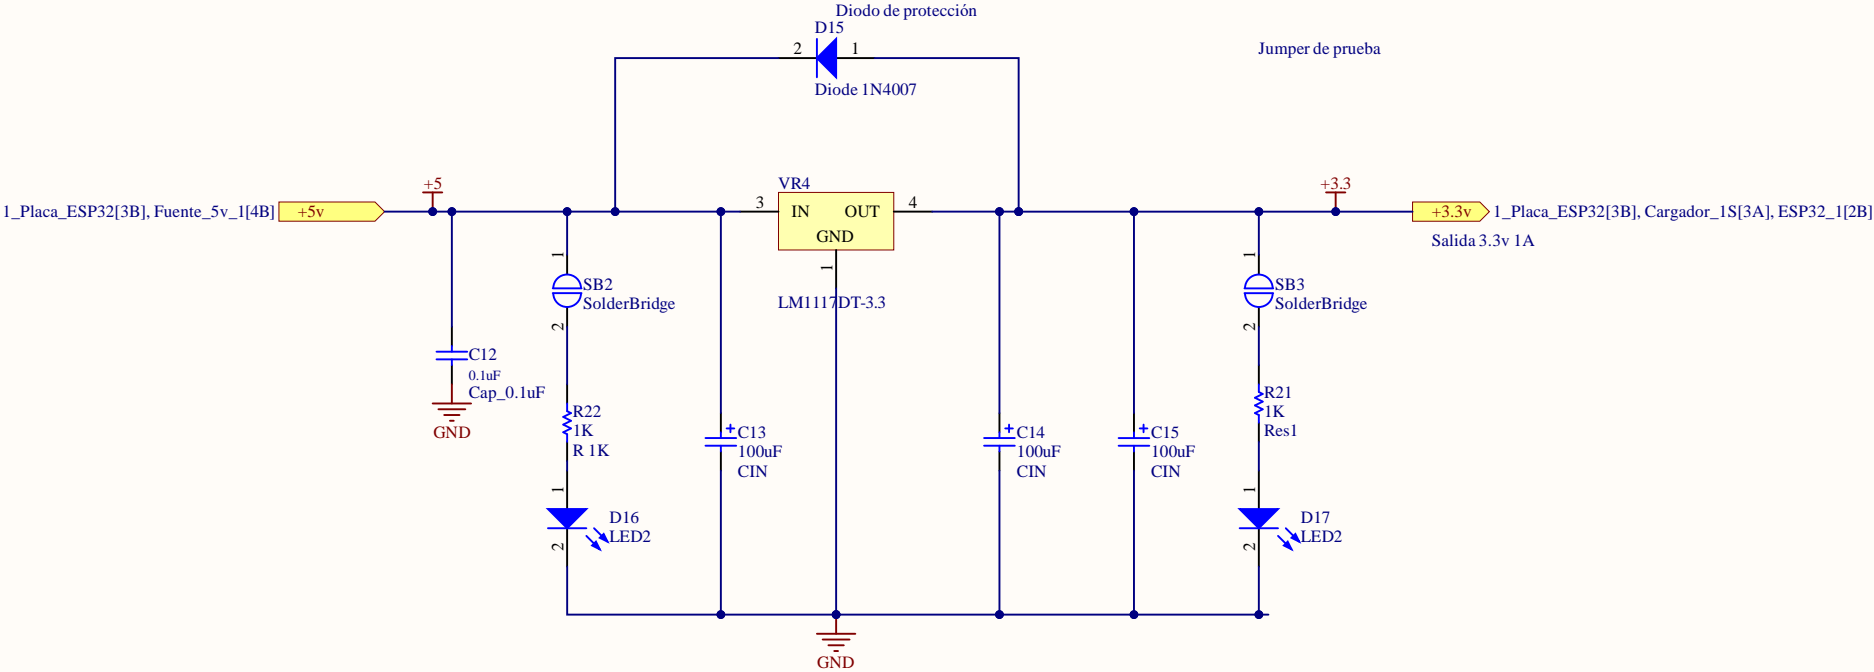 Diodo de protección
D15
2
1
Diode 1N4007
Jumper de prueba
+5
1_Placa_ESP32[3B], Fuente_5v_1[4B]
+5v
VR4
3
IN
OUT
4
GND
1
LM1117DT-3.3
+3.3
+3.3v
1_Placa_ESP32[3B], Cargador_1S[3A], ESP32_1[2B]
Salida 3.3v 1A
1
SB2
SolderBridge
2
1
SB3
SolderBridge
2
C12
0.1uF
Cap_0.1uF
GND
R22
1K
R 1K
C13
100uF
CIN
C14
100uF
CIN
C15
100uF
CIN
R21
1K
Res1
1
D16
LED2
2
1
D17
LED2
2
GND